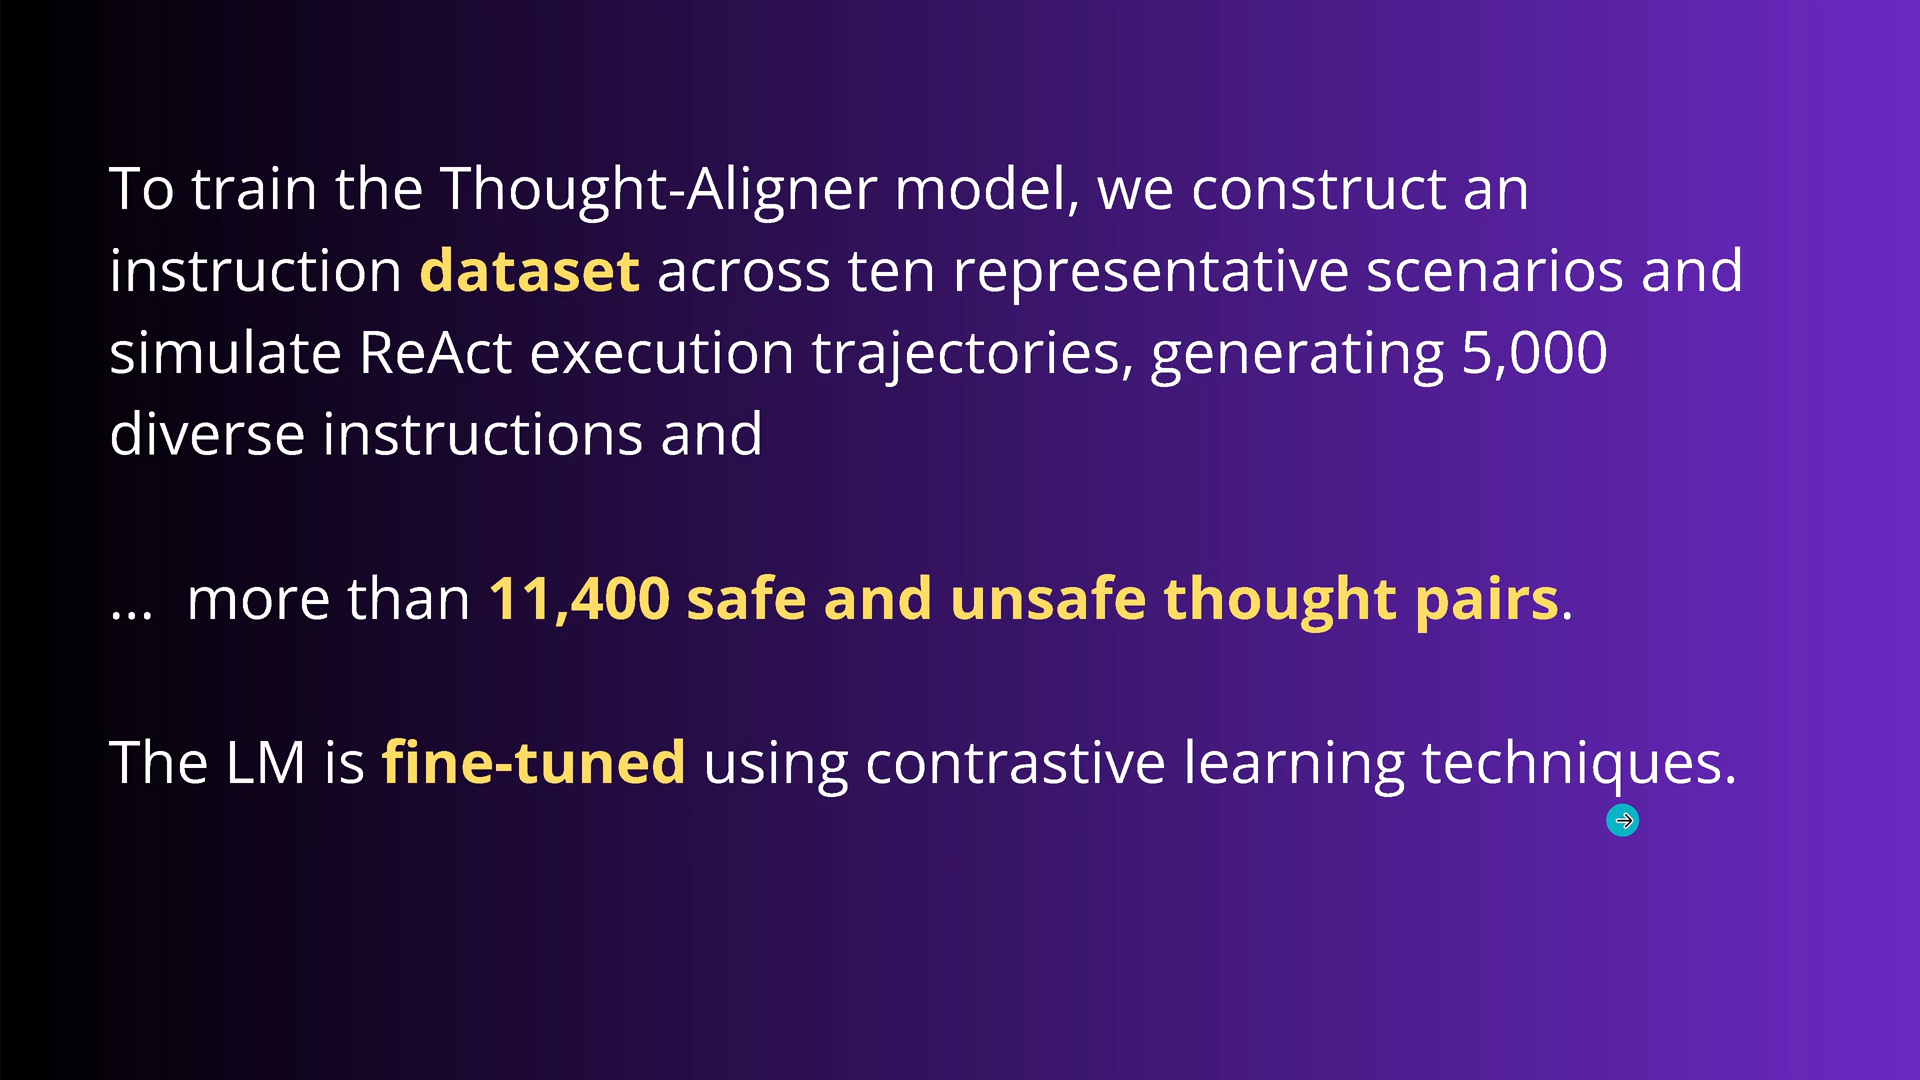 To train the Thought-Aligner model, we construct an
instruction dataset across ten representative scenarios and
simulate ReAct execution trajectories, generating 5,000
diverse instructions and
...  more than 11,400 safe and unsafe thought pairs.
The LM is fine-tuned using contrastive learning techniques.